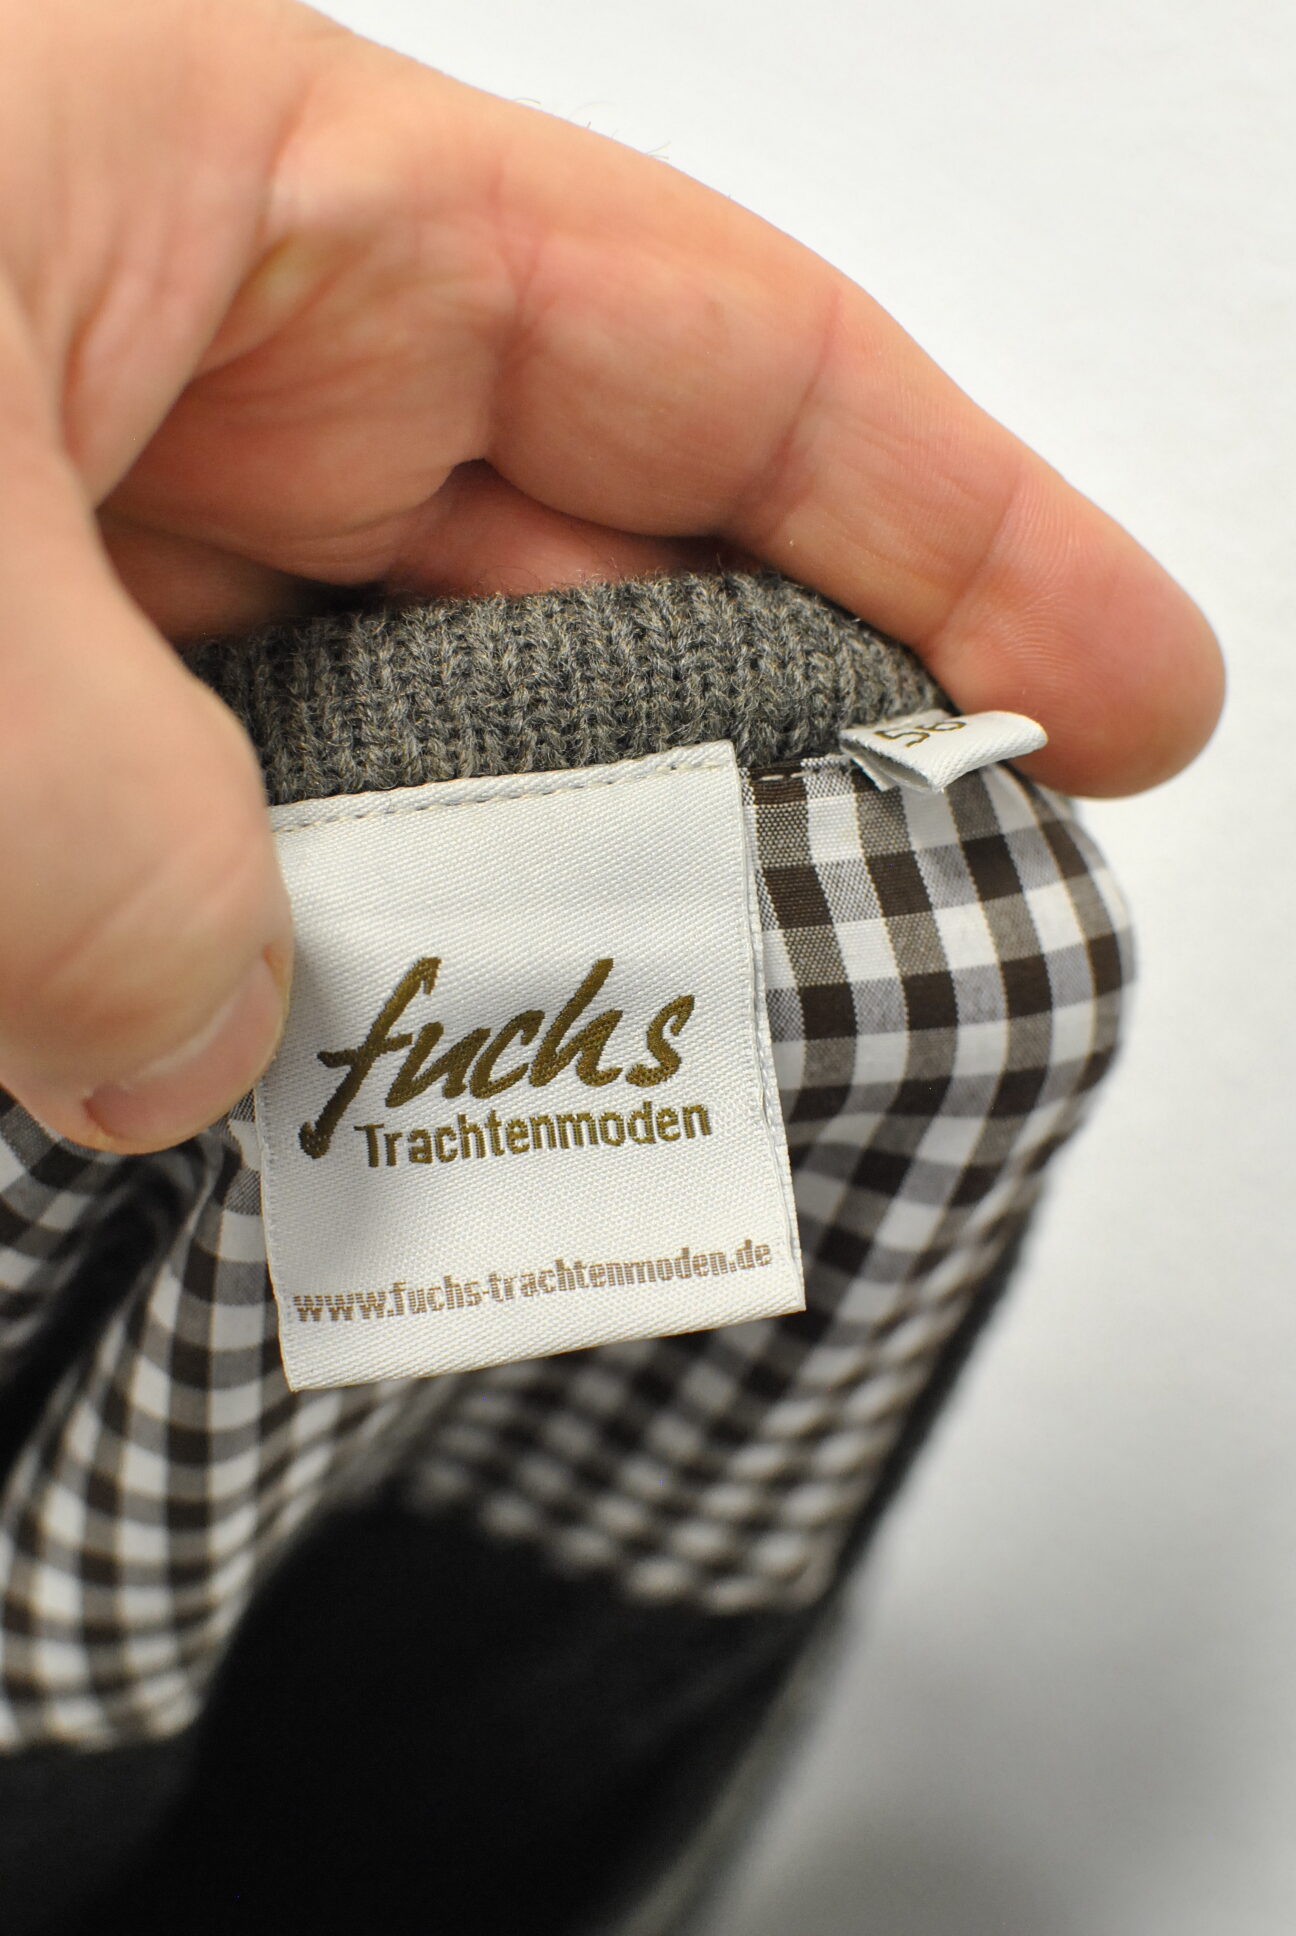 56
fuchs
Trachtenmoden
www.fuchs-trachtenmoden.de